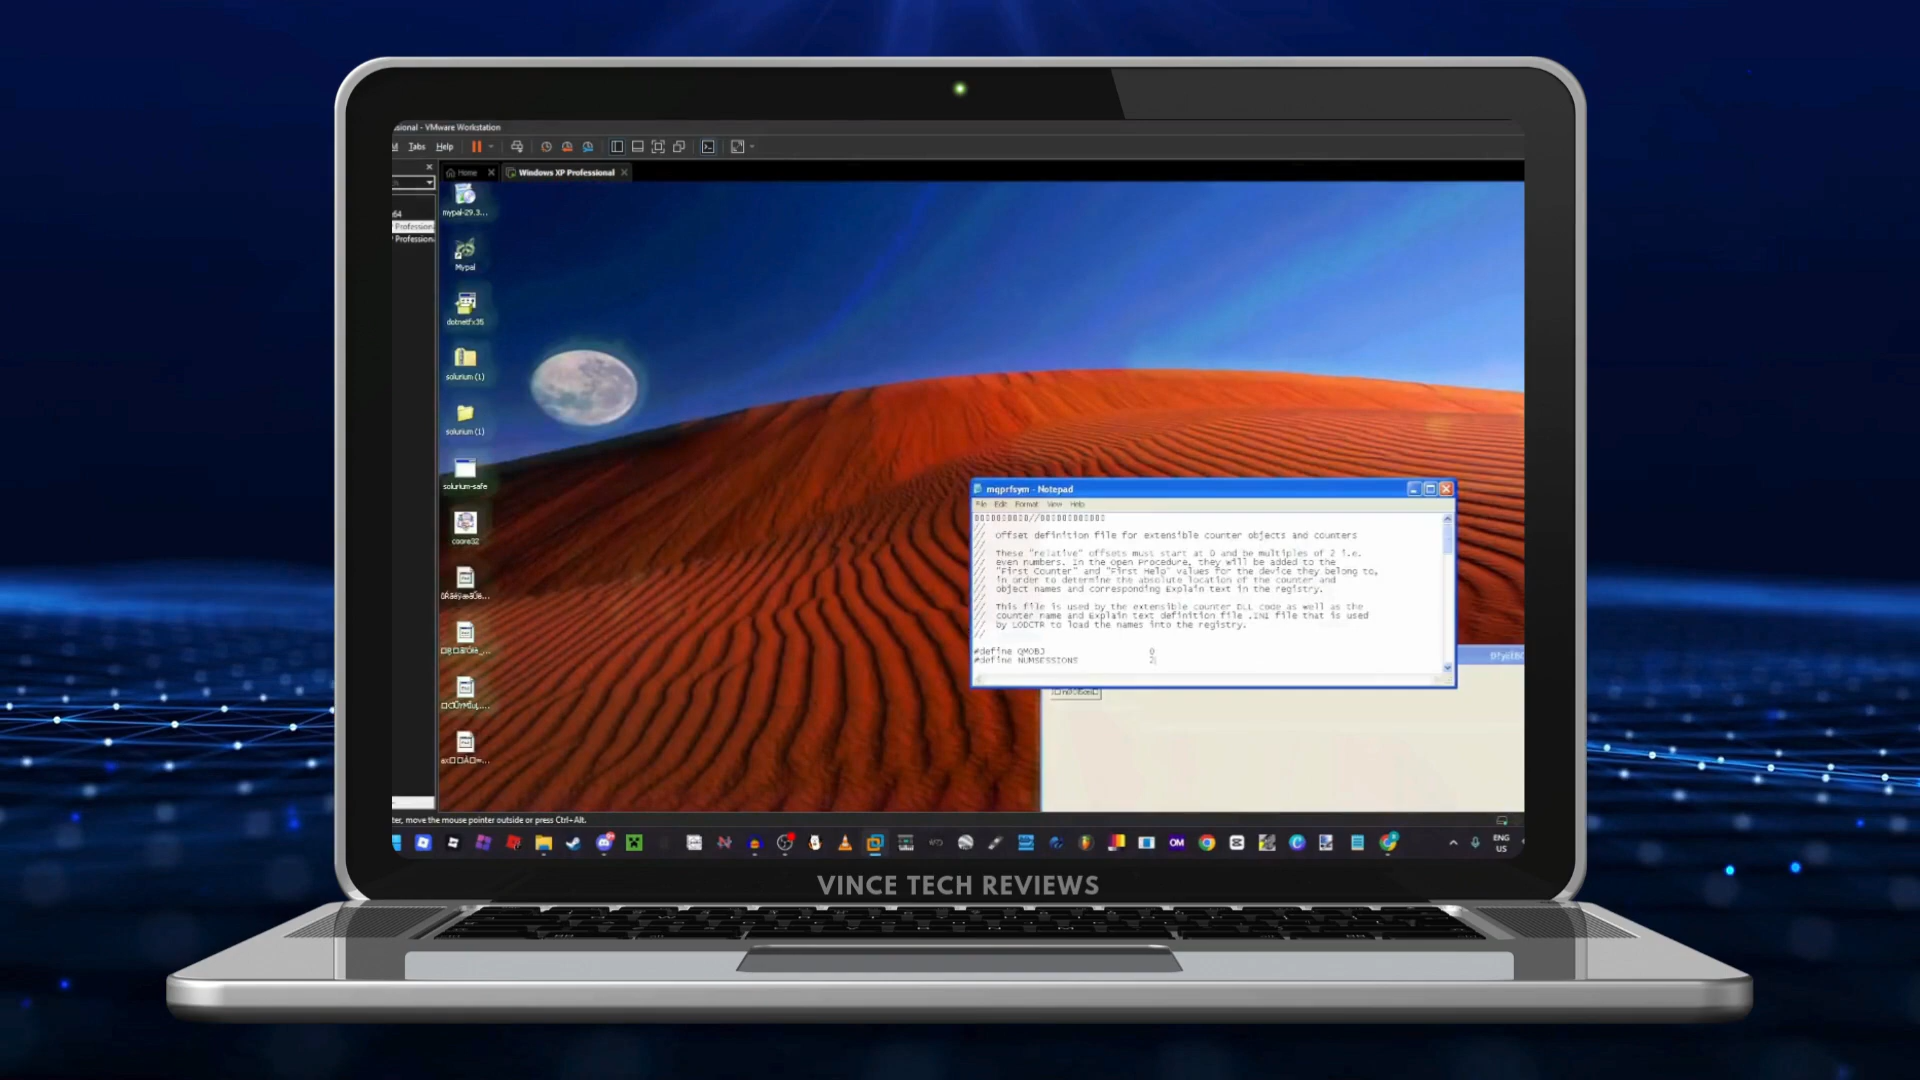 sional - VMware Workstation
M Tabs Help
Home
Windows XP Professional
x64
Professional
Professional
mypal-29.3...
Mypal
dotnetfx35
solurium (1)
solurium (1)
solurium-safe
mqprfsym - Notepad
File Edit Format View Help
//
// Offset definition file for extensible counter objects and counters
//
// These "relative" offsets must start at 0 and be multiples of 2 i.e.
// even numbers. In the Open Procedure, they will be added to the
// "First Counter" and "First Help" values for the device they belong to,
// in order to determine the absolute location of the counter and
// object names and corresponding Explain text in the registry.
//
// This file is used by the extensible counter DLL code as well as the
// counter name and Explain text definition file .INI file that is used
// by LODCTR to load the names into the registry.
//
#define QMOBJ 0
#define NUMSESSIONS 2
ter, move the mouse pointer outside or press Ctrl+Alt.
OM
ENG
US
VINCE TECH REVIEWS